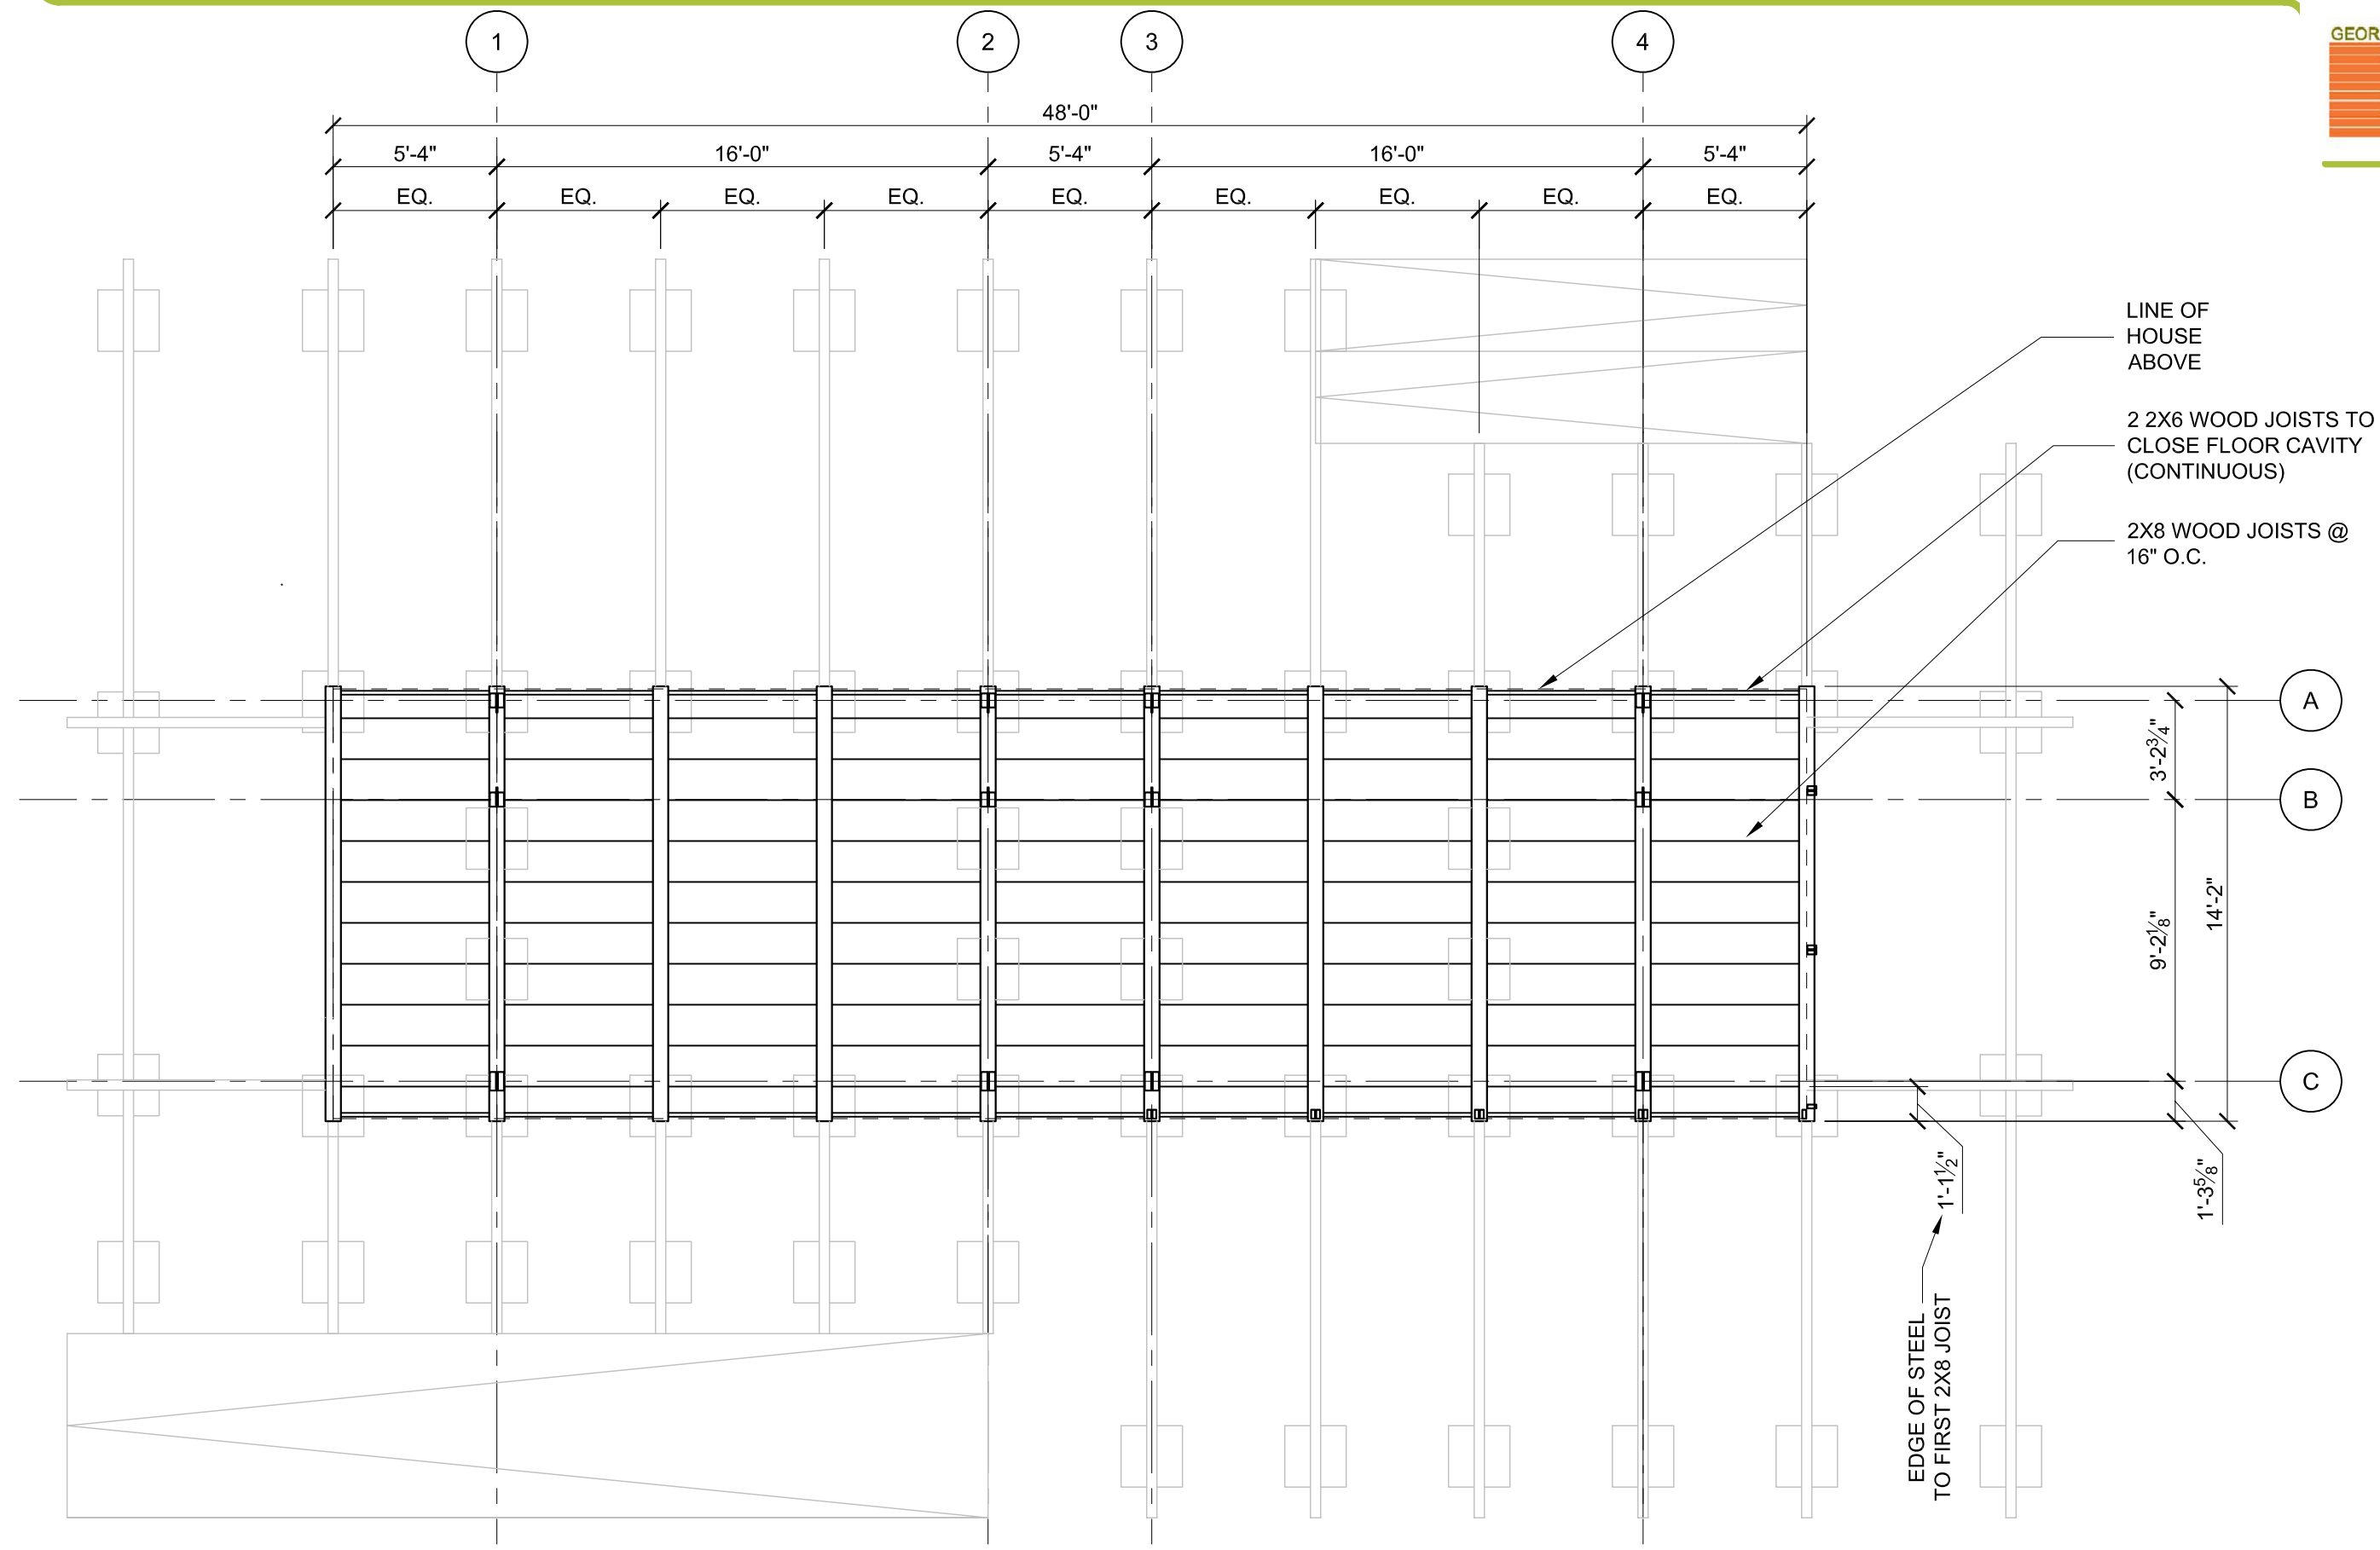 GEOR
1
2
3
4
48'-0"
5'-4"
16'-0"
5'-4"
16'-0"
5'-4"
EQ.
EQ.
EQ.
EQ.
EQ.
EQ.
EQ.
EQ.
EQ.
LINE OF
HOUSE
ABOVE
2 2X6 WOOD JOISTS TO
CLOSE FLOOR CAVITY
(CONTINUOUS)
2X8 WOOD JOISTS @
16" O.C.
A
B
C
3'-2¾"
9'-2⅛"
14'-2"
1'-1½"
1'-3⅝"
EDGE OF STEEL
TO FIRST 2X8 JOIST